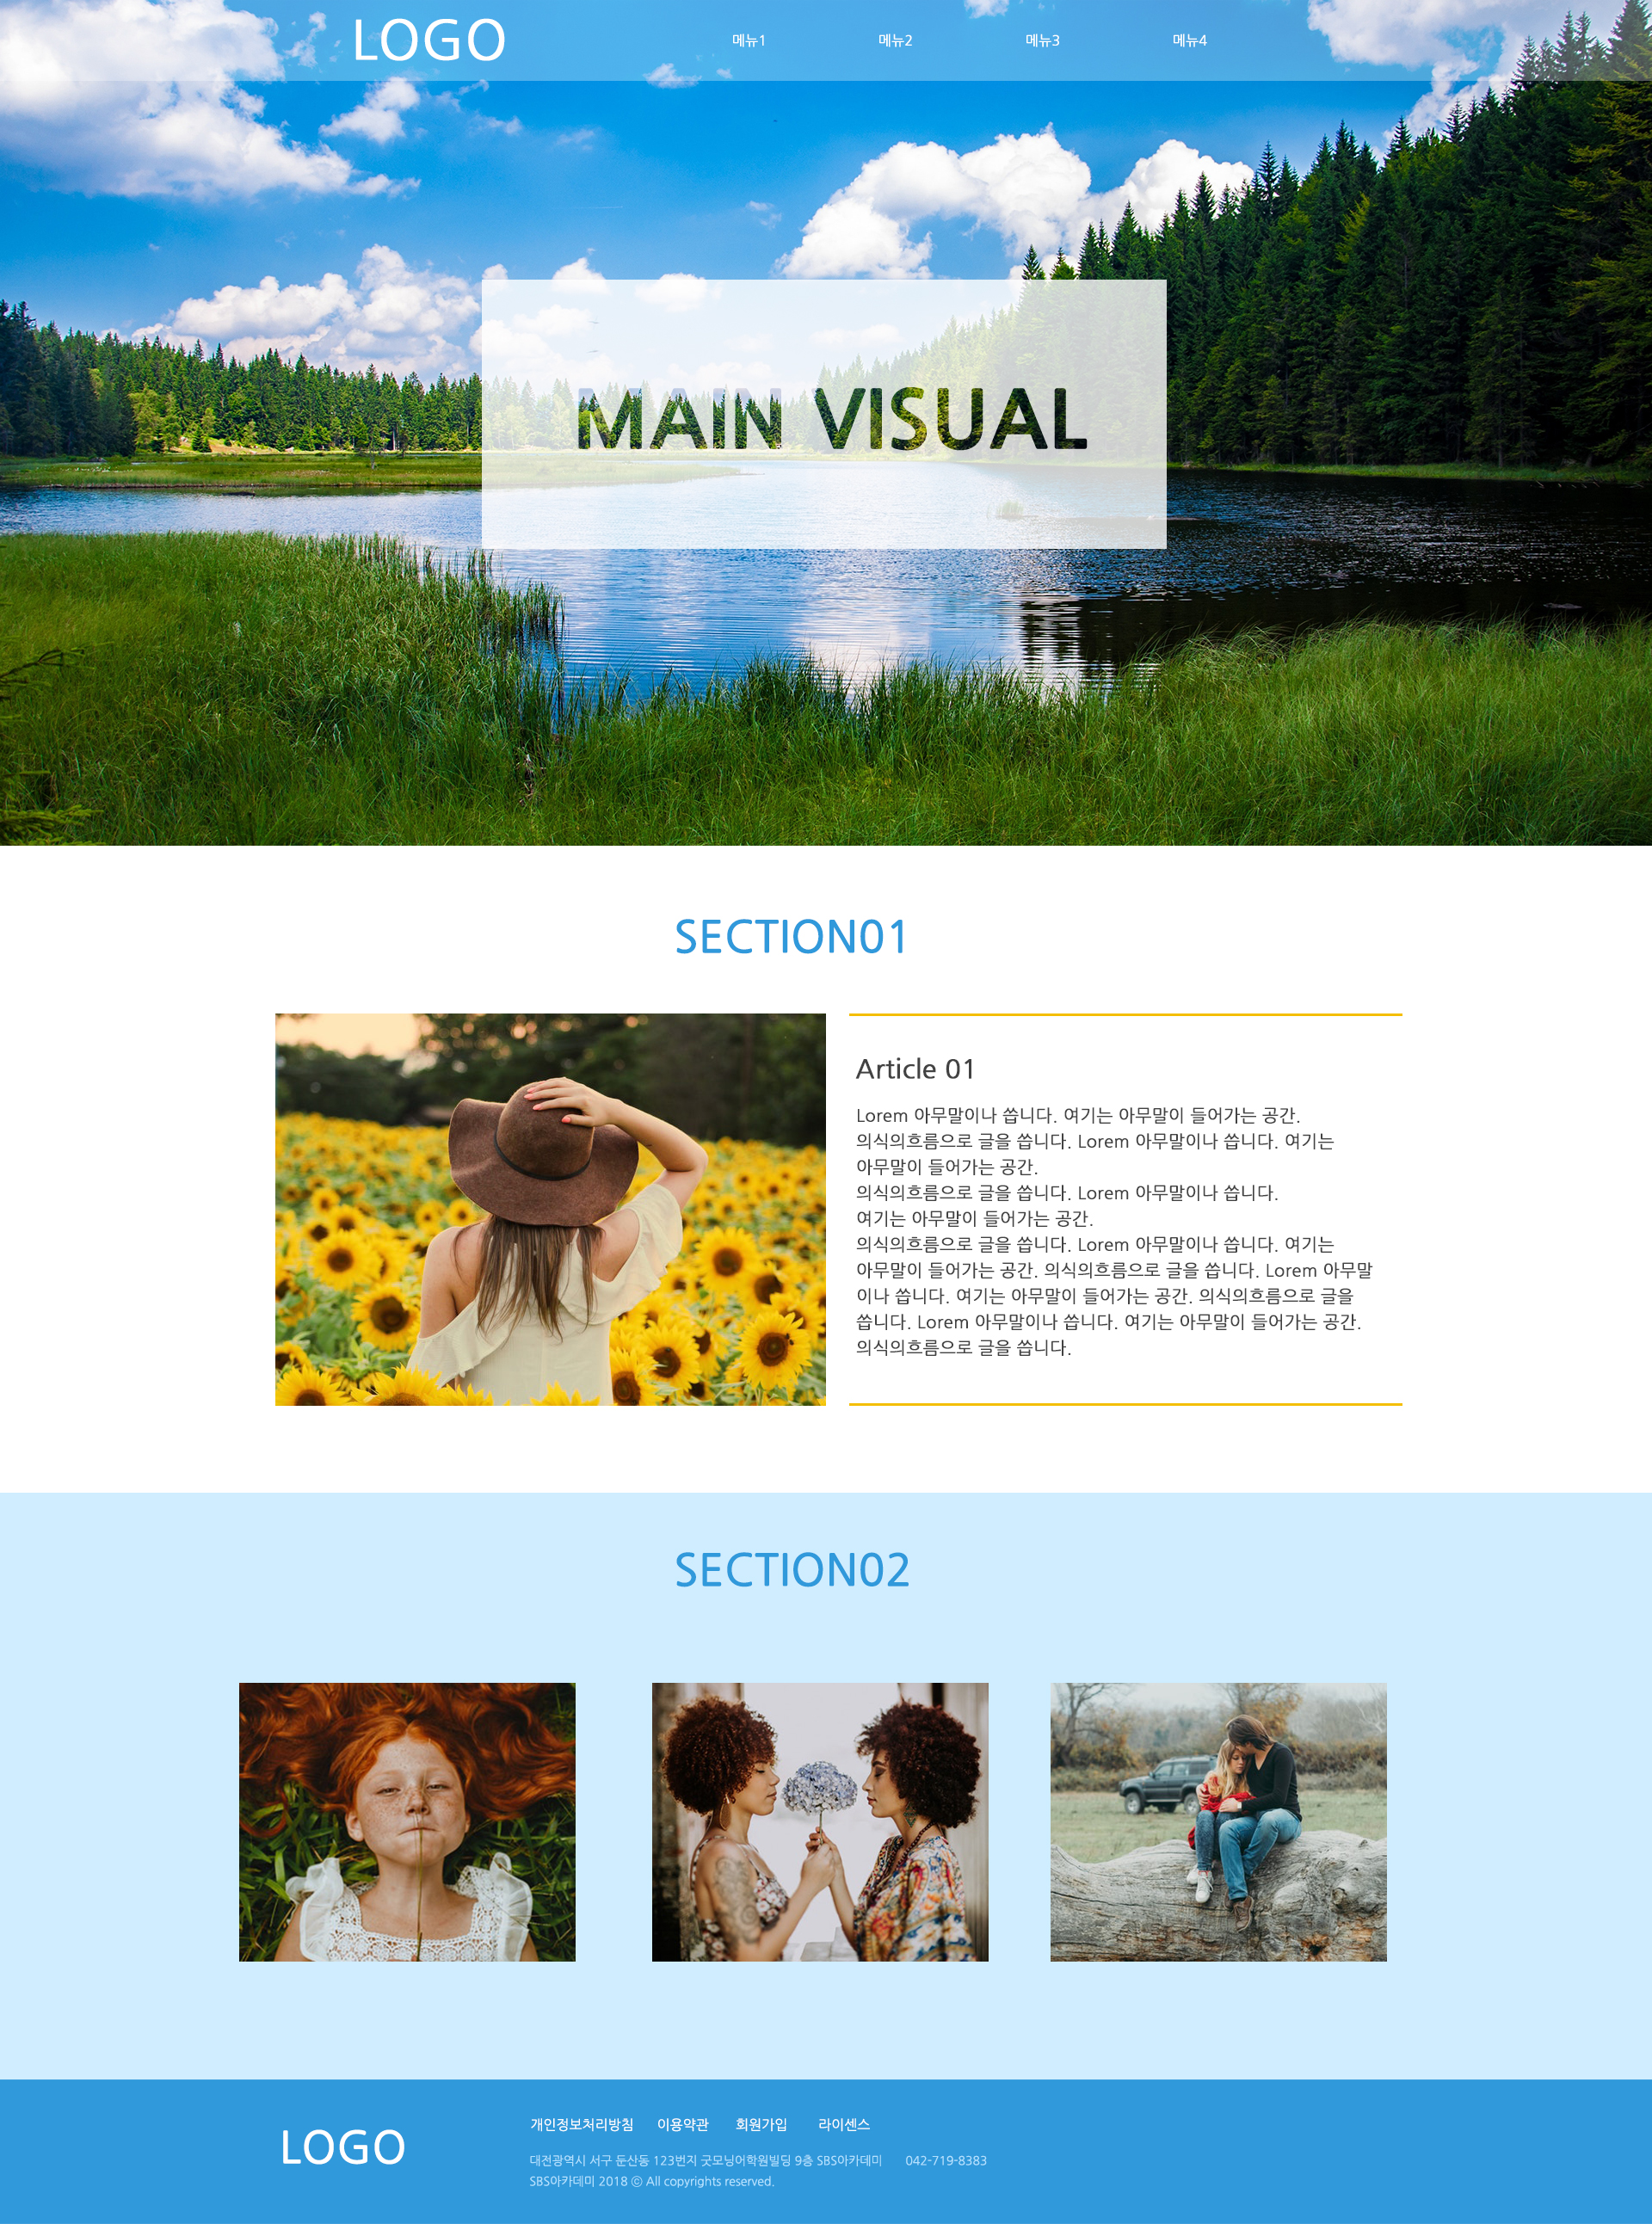 LOGO 메뉴1 메뉴2 메뉴3 메뉴4
MAIN VISUAL
SECTION01
Article 01
Lorem 아무말이나 씁니다. 여기는 아무말이 들어가는 공간.
의식의흐름으로 글을 씁니다. Lorem 아무말이나 씁니다. 여기는
아무말이 들어가는 공간.
의식의흐름으로 글을 씁니다. Lorem 아무말이나 씁니다.
여기는 아무말이 들어가는 공간.
의식의흐름으로 글을 씁니다. Lorem 아무말이나 씁니다. 여기는
아무말이 들어가는 공간. 의식의흐름으로 글을 씁니다. Lorem 아무말
이나 씁니다. 여기는 아무말이 들어가는 공간. 의식의흐름으로 글을
씁니다. Lorem 아무말이나 씁니다. 여기는 아무말이 들어가는 공간.
의식의흐름으로 글을 씁니다.
SECTION02
LOGO
개인정보처리방침 이용약관 회원가입 라이센스
대전광역시 서구 둔산동 123번지 굿모닝어학원빌딩 9층 SBS아카데미 042-719-8383
SBS아카데미 2018 ⓒ All copyrights reserved.